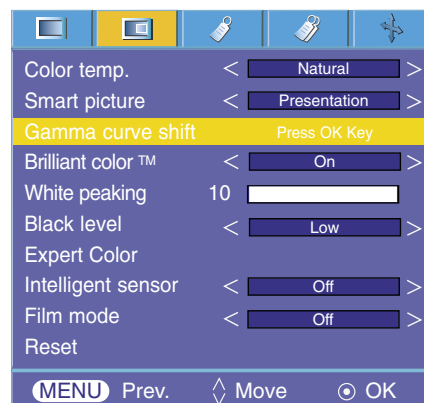 Color temp. < Natural >
Smart picture < Presentation >
Gamma curve shift Press OK Key
Brilliant color ™ < On >
White peaking 10
Black level < Low >
Expert Color
Intelligent sensor < Off >
Film mode < Off >
Reset
MENU Prev. Move OK